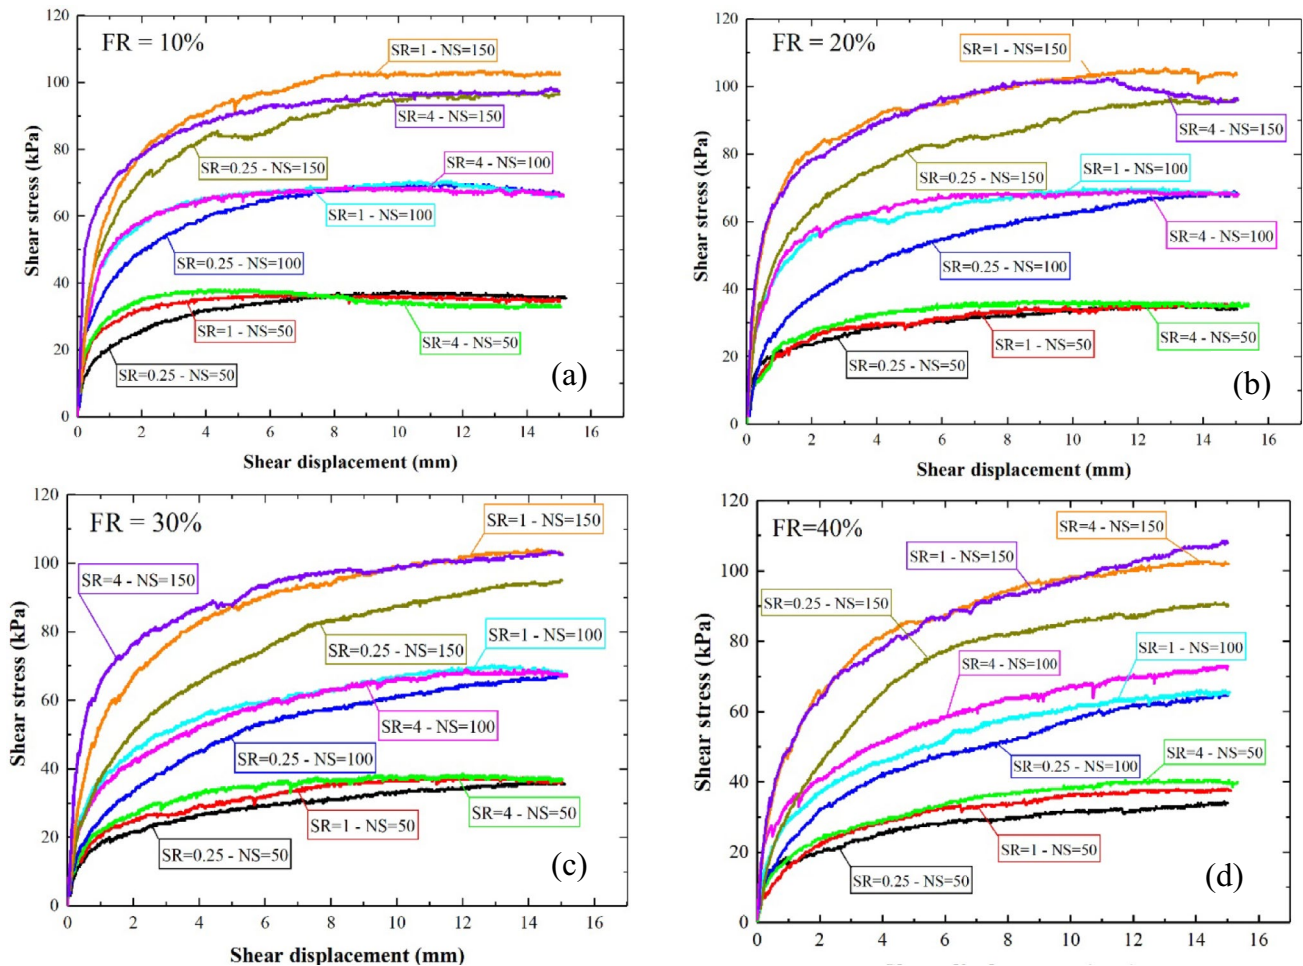 FR = 10%
SR=1 - NS=150
SR=4 - NS=150
SR=0.25 - NS=150
SR=4 - NS=100
SR=1 - NS=100
SR=0.25 - NS=100
SR=1 - NS=50
SR=4 - NS=50
SR=0.25 - NS=50
(a)
Shear stress (kPa)
120
100
80
60
40
20
0
0 2 4 6 8 10 12 14 16
Shear displacement (mm)
FR = 20%
SR=1 - NS=150
SR=4 - NS=150
SR=0.25 - NS=150
SR=1 - NS=100
SR=4 - NS=100
SR=0.25 - NS=100
SR=1 - NS=50
SR=4 - NS=50
SR=0.25 - NS=50
(b)
Shear stress (kPa)
120
100
80
60
40
20
0
0 2 4 6 8 10 12 14 16
Shear displacement (mm)
FR = 30%
SR=1 - NS=150
SR=4 - NS=150
SR=0.25 - NS=150
SR=1 - NS=100
SR=4 - NS=100
SR=0.25 - NS=100
SR=4 - NS=50
SR=1 - NS=50
SR=0.25 - NS=50
(c)
Shear stress (kPa)
120
100
80
60
40
20
0
0 2 4 6 8 10 12 14 16
Shear displacement (mm)
FR=40%
SR=4 - NS=150
SR=1 - NS=150
SR=0.25 - NS=150
SR=1 - NS=100
SR=4 - NS=100
SR=4 - NS=50
SR=0.25 - NS=100
SR=1 - NS=50
SR=0.25 - NS=50
(d)
Shear stress (kPa)
120
100
80
60
40
20
0
0 2 4 6 8 10 12 14 16